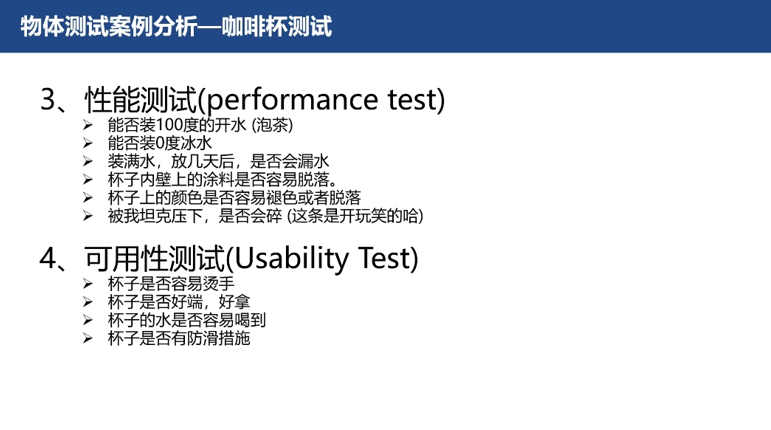 物体测试案例分析—咖啡杯测试
3、性能测试(performance test)
➢ 能否装100度的开水 (泡茶)
➢ 能否装0度冰水
➢ 装满水，放几天后，是否会漏水
➢ 杯子内壁上的涂料是否容易脱落。
➢ 杯子上的颜色是否容易褪色或者脱落
➢ 被我坦克压下，是否会碎 (这条是开玩笑的哈)
4、可用性测试(Usability Test)
➢ 杯子是否容易烫手
➢ 杯子是否好端，好拿
➢ 杯子的水是否容易喝到
➢ 杯子是否有防滑措施